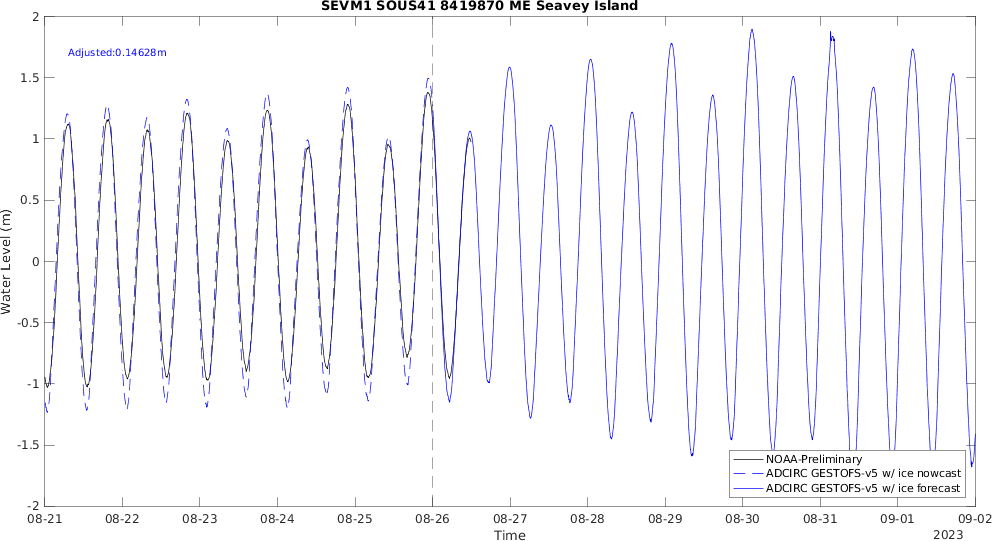 SEVM1 SOUS41 8419870 ME Seavey Island
Adjusted:0.14628m
2
1.5
1
0.5
0
-0.5
-1
-1.5
-2
Water Level (m)
NOAA-Preliminary
ADCIRC GESTOFS-v5 w/ ice nowcast
ADCIRC GESTOFS-v5 w/ ice forecast
08-21 08-22 08-23 08-24 08-25 08-26 08-27 08-28 08-29 08-30 08-31 09-01 09-02
Time
2023